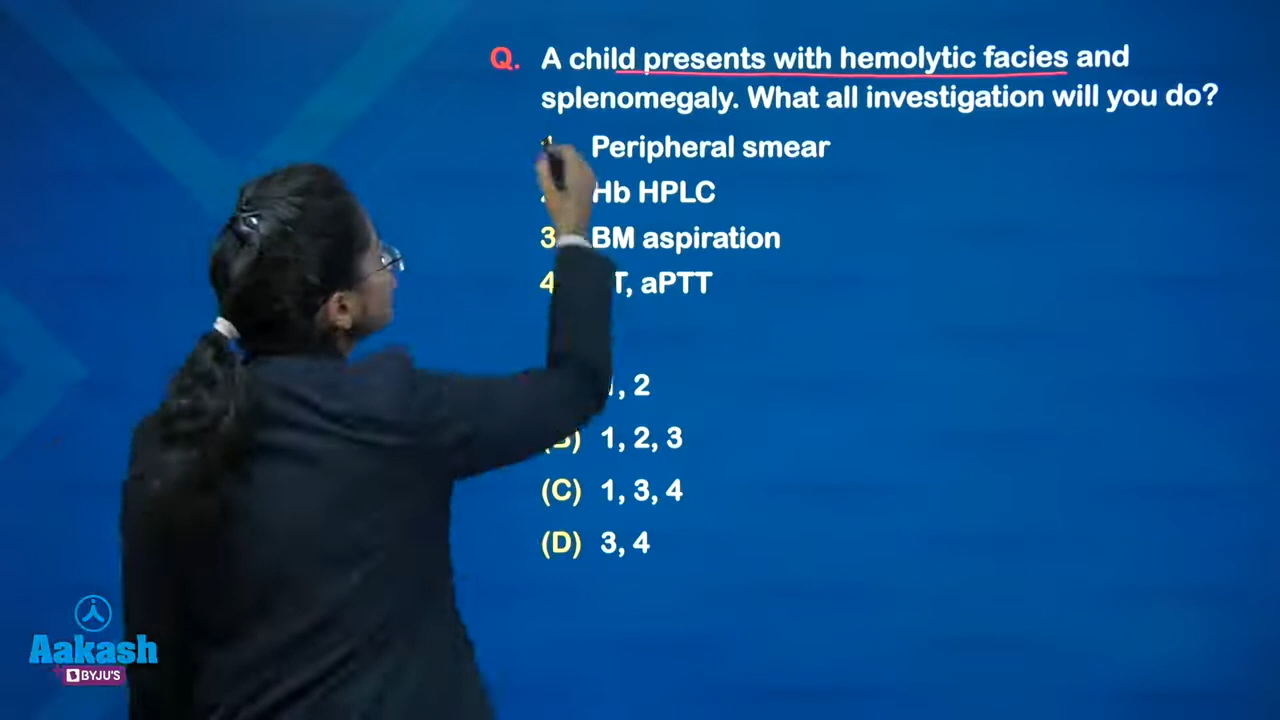 Q. A child presents with hemolytic facies and
splenomegaly. What all investigation will you do?
Peripheral smear
Hb HPLC
3 BM aspiration
4 T, aPTT
, 2
1, 2, 3
(C) 1, 3, 4
(D) 3, 4
Aakash
BYJU'S